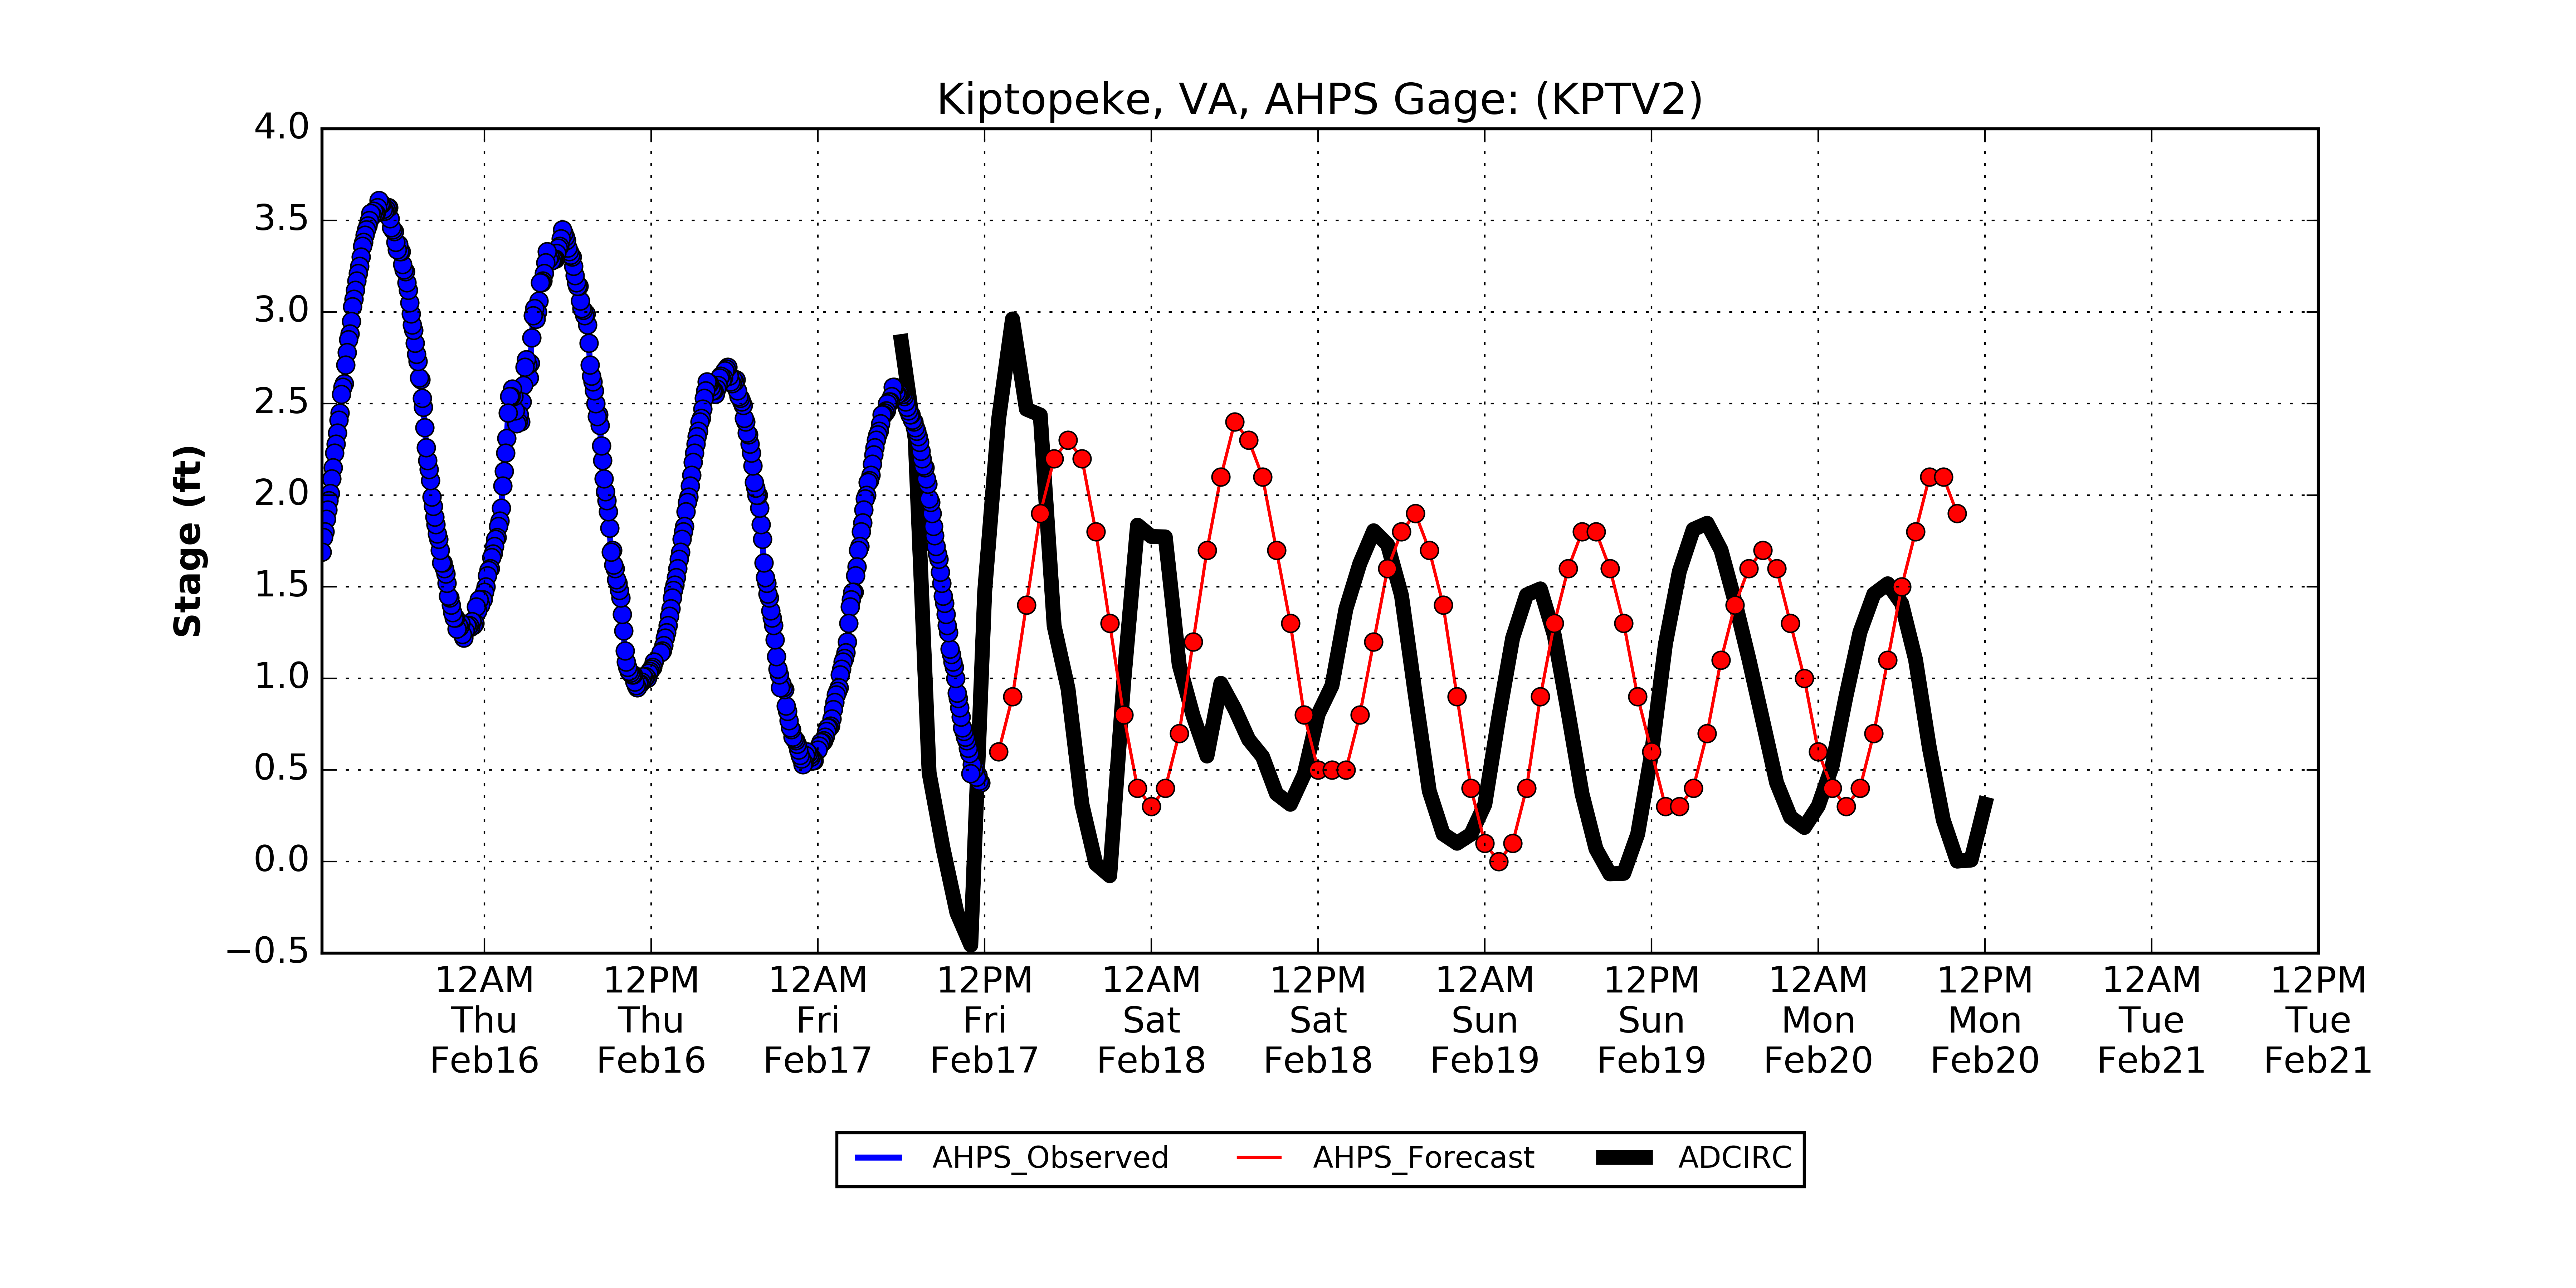 Kiptopeke, VA, AHPS Gage: (KPTV2)
4.0
3.5
3.0
2.5
2.0
1.5
1.0
0.5
0.0
−0.5
Stage (ft)
12AM 12PM 12AM 12PM 12AM 12PM 12AM 12PM 12AM 12PM 12AM 12PM
Thu Thu Fri Fri Sat Sat Sun Sun Mon Mon Tue Tue
Feb16 Feb16 Feb17 Feb17 Feb18 Feb18 Feb19 Feb19 Feb20 Feb20 Feb21 Feb21
AHPS_Observed AHPS_Forecast ADCIRC